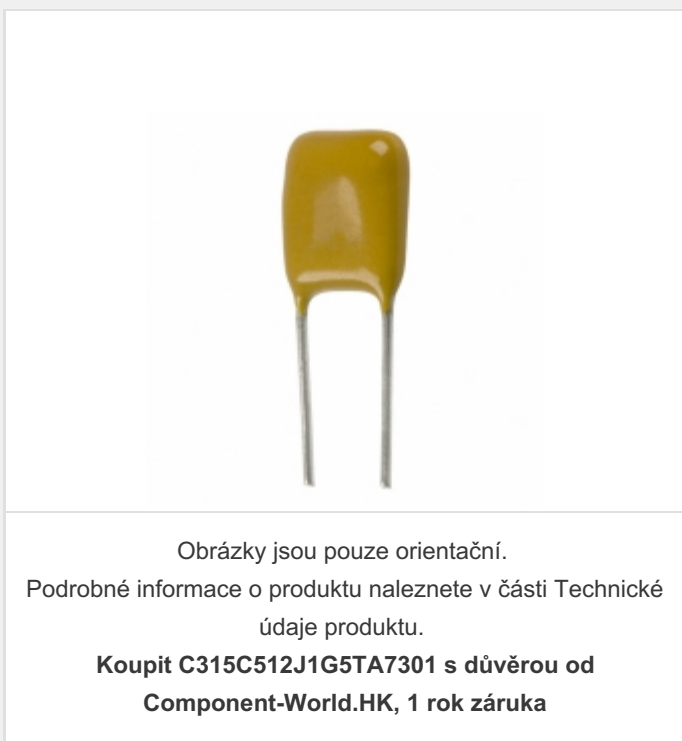 Obrázky jsou pouze orientační.
Podrobné informace o produktu naleznete v části Technické
údaje produktu.
Koupit C315C512J1G5TA7301 s důvěrou od
Component-World.HK, 1 rok záruka